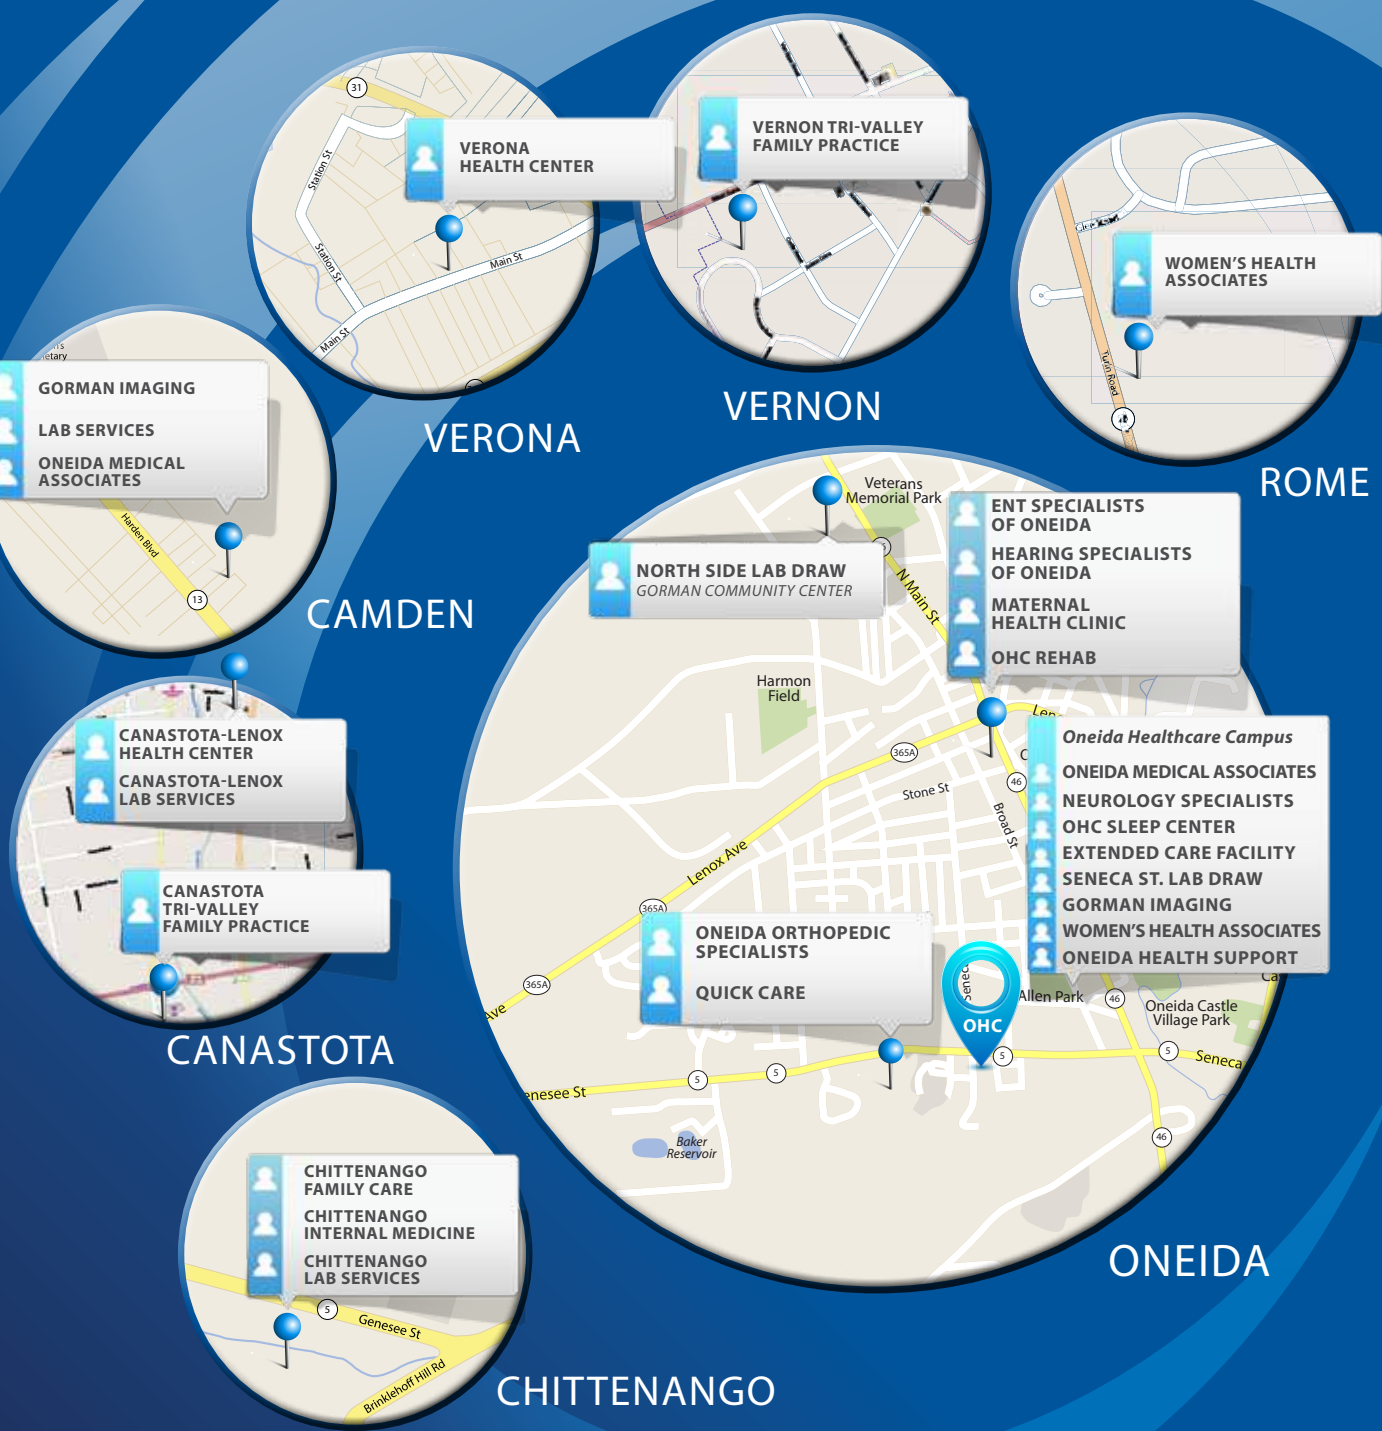 31
Station St
Station St
Main St
Main St
VERONA
HEALTH CENTER
VERONA
VERNON TRI-VALLEY
FAMILY PRACTICE
VERNON
WOMEN'S HEALTH
ASSOCIATES
Turin Road
ROME
GORMAN IMAGING
LAB SERVICES
ONEIDA MEDICAL
ASSOCIATES
Harden Blvd
13
CAMDEN
CANASTOTA-LENOX
HEALTH CENTER
CANASTOTA-LENOX
LAB SERVICES
CANASTOTA
TRI-VALLEY
FAMILY PRACTICE
CANASTOTA
CHITTENANGO
FAMILY CARE
CHITTENANGO
INTERNAL MEDICINE
CHITTENANGO
LAB SERVICES
5
Genesee St
Brinklehoff Hill Rd
CHITTENANGO
Veterans
Memorial Park
NORTH SIDE LAB DRAW
GORMAN COMMUNITY CENTER
5
N Main St
ENT SPECIALISTS
OF ONEIDA
HEARING SPECIALISTS
OF ONEIDA
MATERNAL
HEALTH CLINIC
OHC REHAB
Harmon
Field
Len
365A
46
Stone St
Broad St
Lenox Ave
365A
365A
Ave
Oneida Healthcare Campus
ONEIDA MEDICAL ASSOCIATES
NEUROLOGY SPECIALISTS
OHC SLEEP CENTER
EXTENDED CARE FACILITY
SENECA ST. LAB DRAW
GORMAN IMAGING
WOMEN'S HEALTH ASSOCIATES
ONEIDA HEALTH SUPPORT
ONEIDA ORTHOPEDIC
SPECIALISTS
QUICK CARE
Seneca
OHC
Allen Park
46
Oneida Castle
Village Park
Ca
5
5
Seneca
5
5
enesee St
46
Baker
Reservoir
ONEIDA